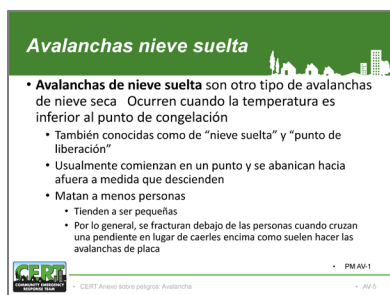 Avalanchas nieve suelta
• Avalanchas de nieve suelta son otro tipo de avalanchas
de nieve seca   Ocurren cuando la temperatura es
inferior al punto de congelación
• También conocidas como de “nieve suelta” y “punto de
liberación”
• Usualmente comienzan en un punto y se abanican hacia
afuera a medida que descienden
• Matan a menos personas
• Tienden a ser pequeñas
• Por lo general, se fracturan debajo de las personas cuando cruzan
una pendiente en lugar de caerles encima como suelen hacer las
avalanchas de placa
• PM AV-1
CERT
COMMUNITY EMERGENCY
RESPONSE TEAM
• CERT Anexo sobre peligros: Avalancha
• AV-5